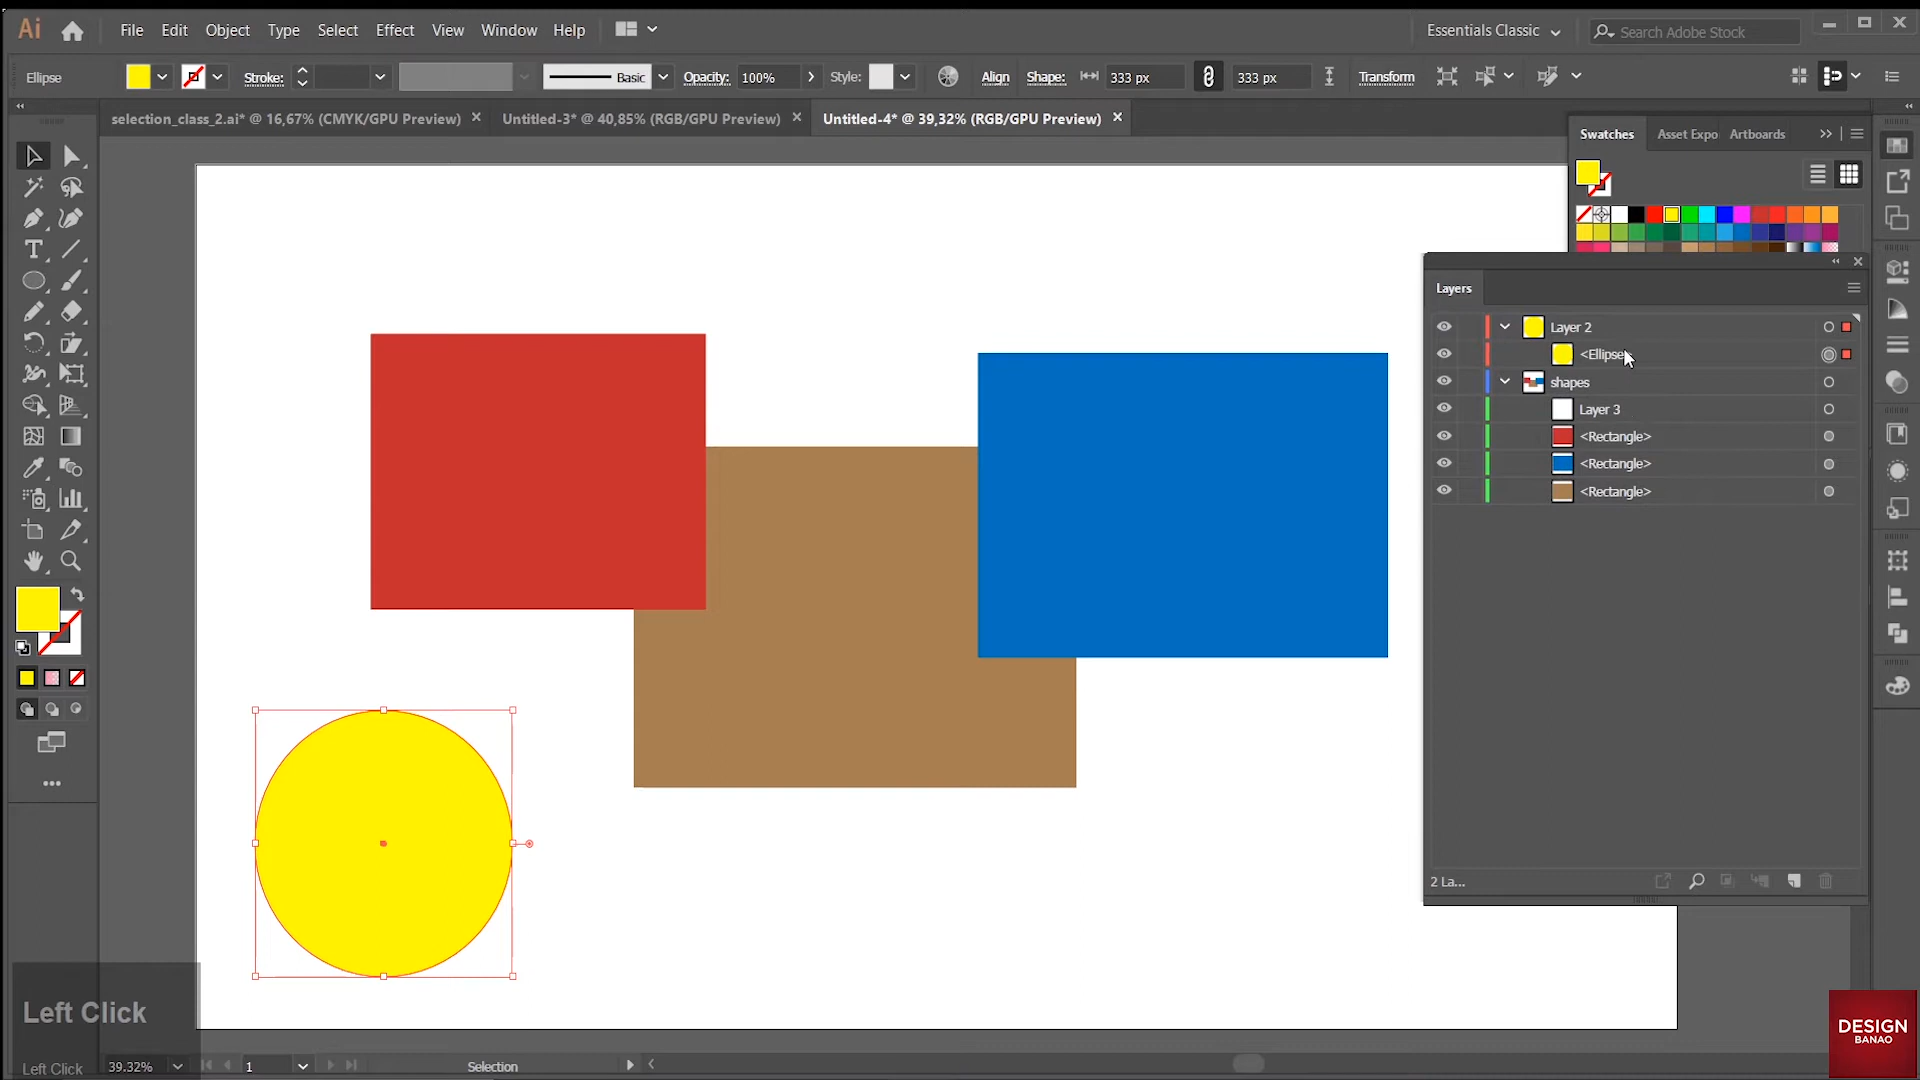 Ai File Edit Object Type Select Effect View Window Help Essentials Classic Search Adobe Stock
Ellipse Stroke: Basic Opacity: 100% Style: Align Shape: 333 px 333 px Transform
selection_class_2.ai* @ 16,67% (CMYK/GPU Preview) Untitled-3* @ 40,85% (RGB/GPU Preview) Untitled-4* @ 39,32% (RGB/GPU Preview)
Swatches Asset Expo Artboards
Layers
Layer 2
<Ellipse>
shapes
Layer 3
<Rectangle>
<Rectangle>
<Rectangle>
2 La...
Left Click
Left Click 39.32% 1 Selection
DESIGN
BANAO